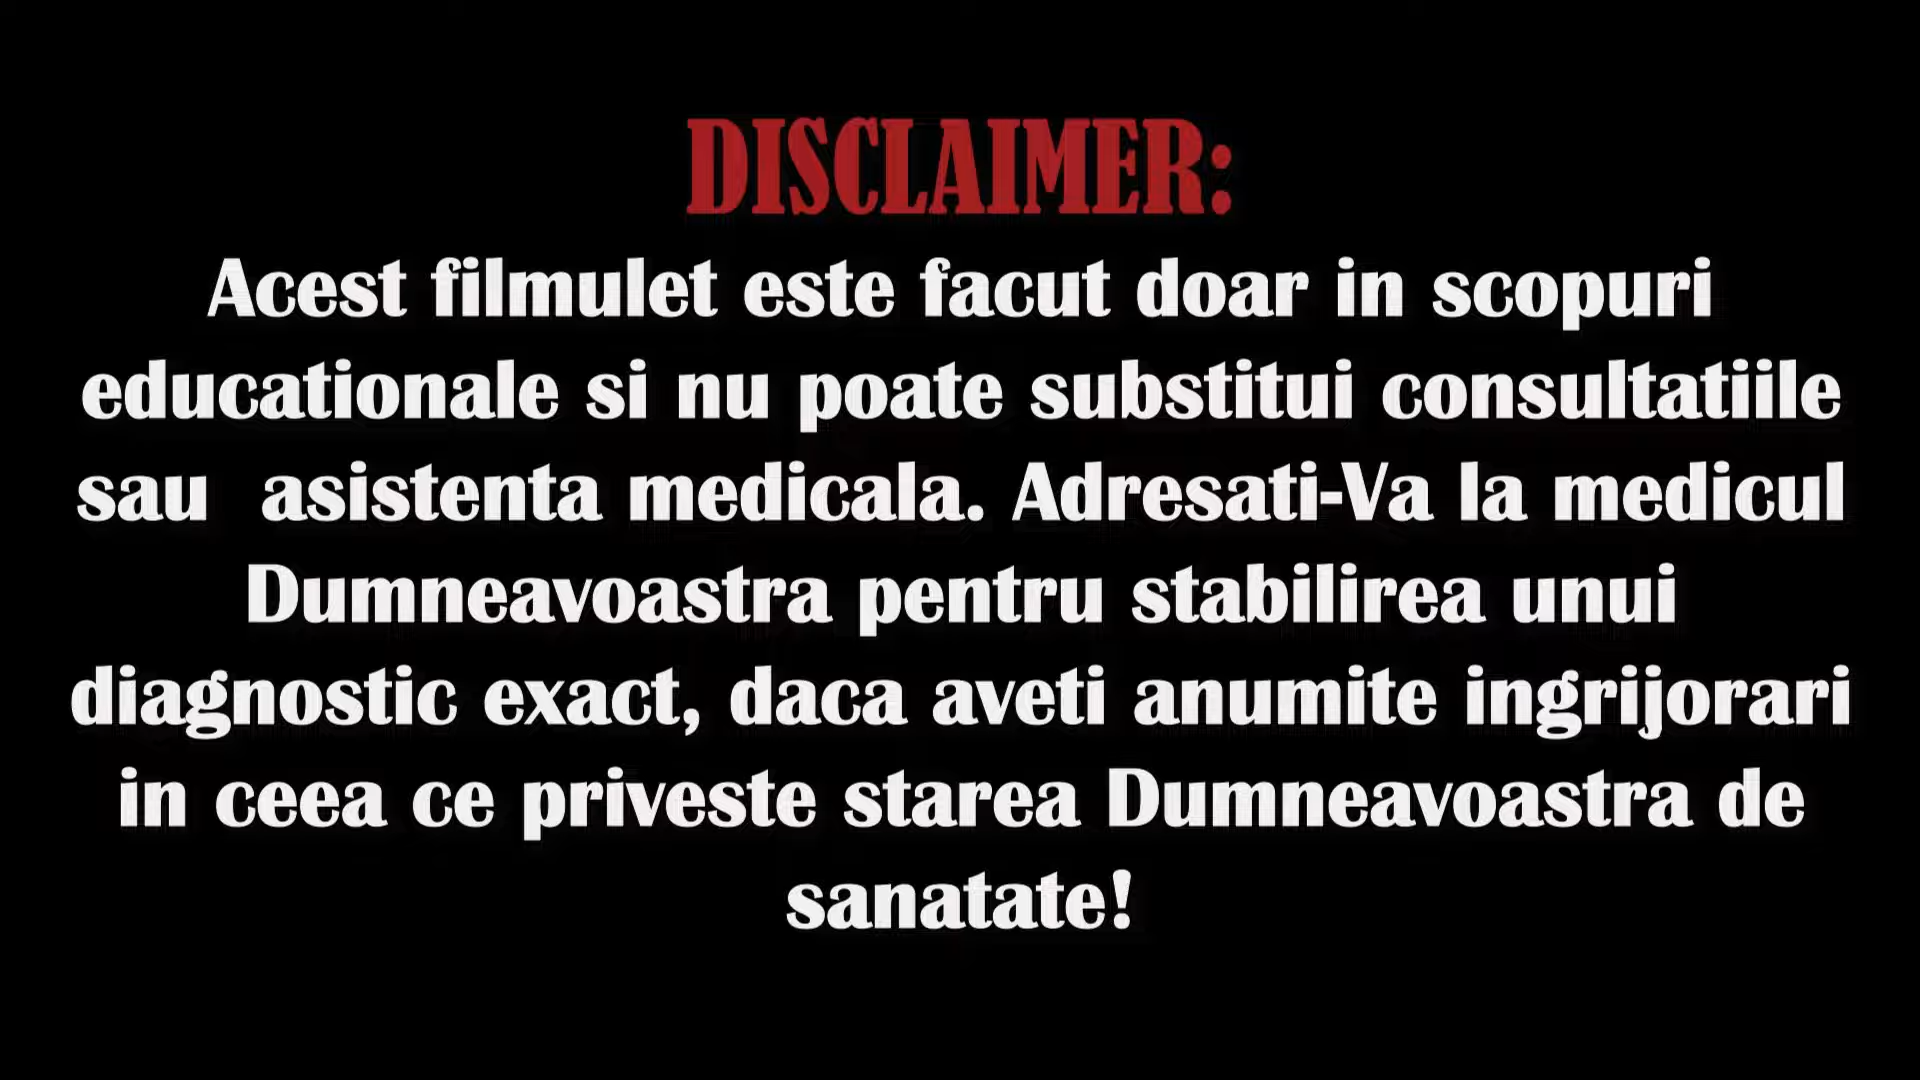 DISCLAIMER:
Acest filmulet este facut doar in scopuri
educationale si nu poate substitui consultatiile
sau  asistenta medicala. Adresati-Va la medicul
Dumneavoastra pentru stabilirea unui
diagnostic exact, daca aveti anumite ingrijorari
in ceea ce priveste starea Dumneavoastra de
sanatate!